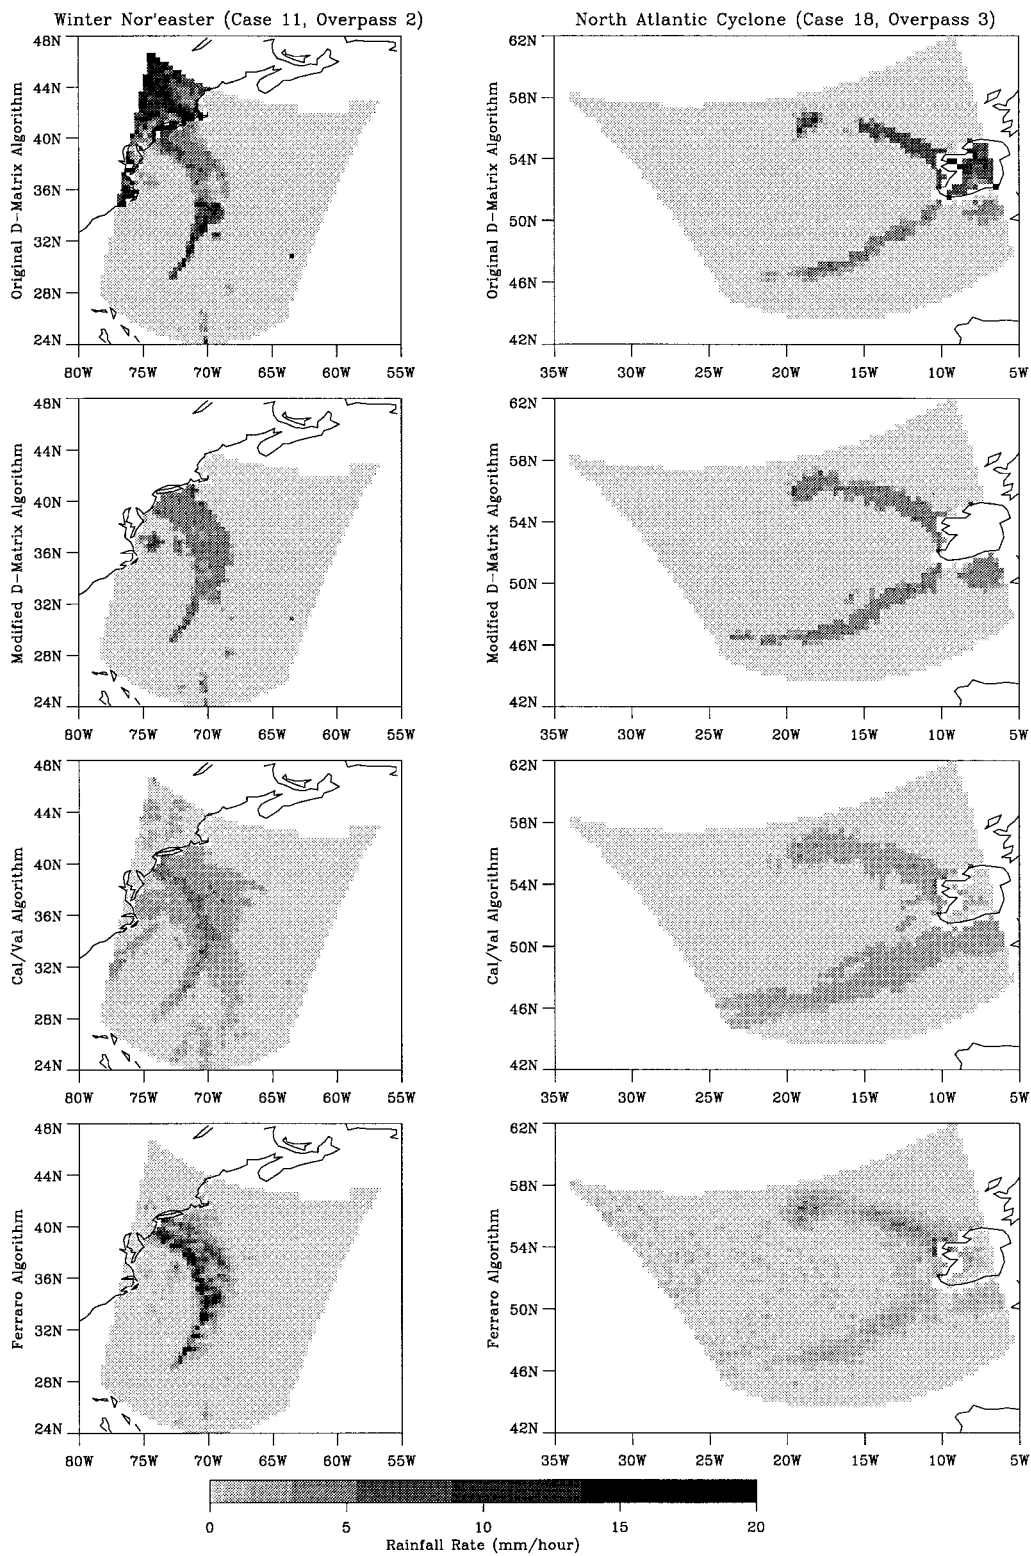 Winter Nor'easter (Case 11, Overpass 2)
North Atlantic Cyclone (Case 18, Overpass 3)
Original D-Matrix Algorithm
48N
44N
40N
36N
32N
28N
24N
80W 75W 70W 65W 60W 55W
Original D-Matrix Algorithm
62N
58N
54N
50N
46N
42N
35W 30W 25W 20W 15W 10W 5W
Modified D-Matrix Algorithm
48N
44N
40N
36N
32N
28N
24N
80W 75W 70W 65W 60W 55W
Modified D-Matrix Algorithm
62N
58N
54N
50N
46N
42N
35W 30W 25W 20W 15W 10W 5W
Cal/Val Algorithm
48N
44N
40N
36N
32N
28N
24N
80W 75W 70W 65W 60W 55W
Cal/Val Algorithm
62N
58N
54N
50N
46N
42N
35W 30W 25W 20W 15W 10W 5W
Ferraro Algorithm
48N
44N
40N
36N
32N
28N
24N
80W 75W 70W 65W 60W 55W
Ferraro Algorithm
62N
58N
54N
50N
46N
42N
35W 30W 25W 20W 15W 10W 5W
0 5 10 15 20
Rainfall Rate (mm/hour)